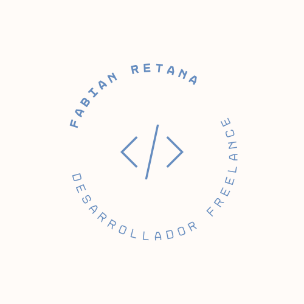 FABIAN RETANA
</>
DESARROLLADOR FREELANCE